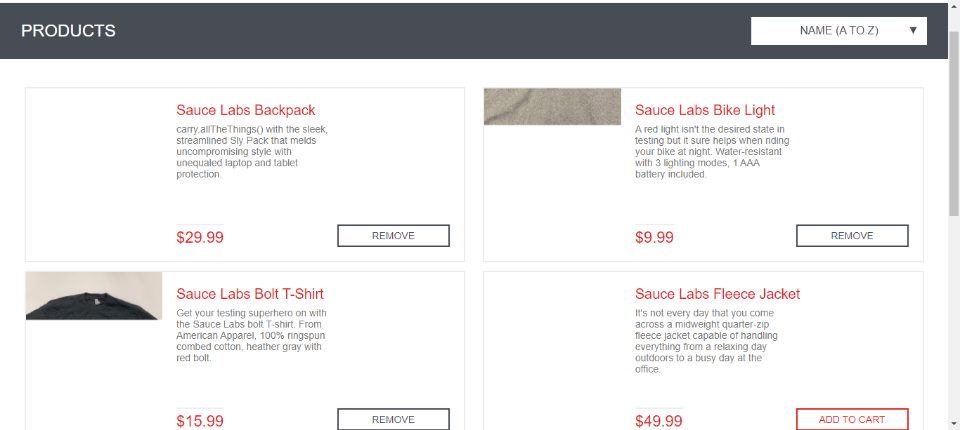 PRODUCTS
NAME (A TO Z)
Sauce Labs Backpack
carry.allTheThings() with the sleek,
streamlined Sly Pack that melds
uncompromising style with
unequaled laptop and tablet
protection.
$29.99
REMOVE
Sauce Labs Bike Light
A red light isn't the desired state in
testing but it sure helps when riding
your bike at night. Water-resistant
with 3 lighting modes, 1 AAA
battery included.
$9.99
REMOVE
Sauce Labs Bolt T-Shirt
Get your testing superhero on with
the Sauce Labs bolt T-shirt. From
American Apparel, 100% ringspun
combed cotton, heather gray with
red bolt.
$15.99
REMOVE
Sauce Labs Fleece Jacket
It's not every day that you come
across a midweight quarter-zip
fleece jacket capable of handling
everything from a relaxing day
outdoors to a busy day at the
office.
$49.99
ADD TO CART